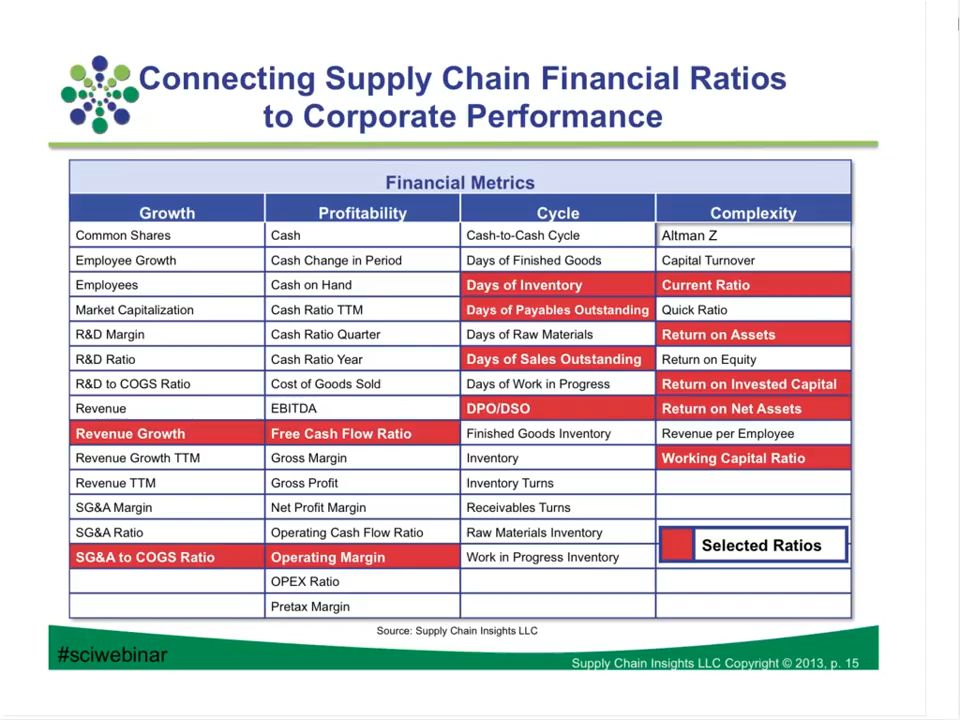 Connecting Supply Chain Financial Ratios
to Corporate Performance
Financial Metrics
Growth Profitability Cycle Complexity
Common Shares Cash Cash-to-Cash Cycle Altman Z
Employee Growth Cash Change in Period Days of Finished Goods Capital Turnover
Employees Cash on Hand Days of Inventory Current Ratio
Market Capitalization Cash Ratio TTM Days of Payables Outstanding Quick Ratio
R&D Margin Cash Ratio Quarter Days of Raw Materials Return on Assets
R&D Ratio Cash Ratio Year Days of Sales Outstanding Return on Equity
R&D to COGS Ratio Cost of Goods Sold Days of Work in Progress Return on Invested Capital
Revenue EBITDA DPO/DSO Return on Net Assets
Revenue Growth Free Cash Flow Ratio Finished Goods Inventory Revenue per Employee
Revenue Growth TTM Gross Margin Inventory Working Capital Ratio
Revenue TTM Gross Profit Inventory Turns
SG&A Margin Net Profit Margin Receivables Turns
SG&A Ratio Operating Cash Flow Ratio Raw Materials Inventory
Selected Ratios
SG&A to COGS Ratio Operating Margin Work in Progress Inventory
OPEX Ratio
Pretax Margin
Source: Supply Chain Insights LLC
#sciwebinar
Supply Chain Insights LLC Copyright © 2013, p. 15